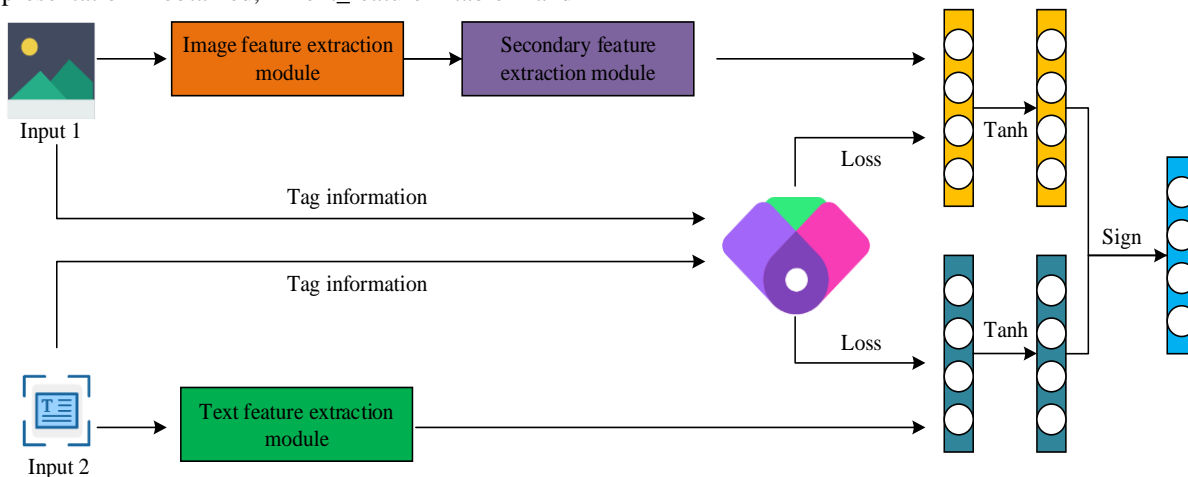 Image feature extraction
module
Secondary feature
extraction module
Input 1
Tanh
Loss
Tag information
Sign
Tag information
Tanh
Loss
T
Text feature extraction
module
Input 2